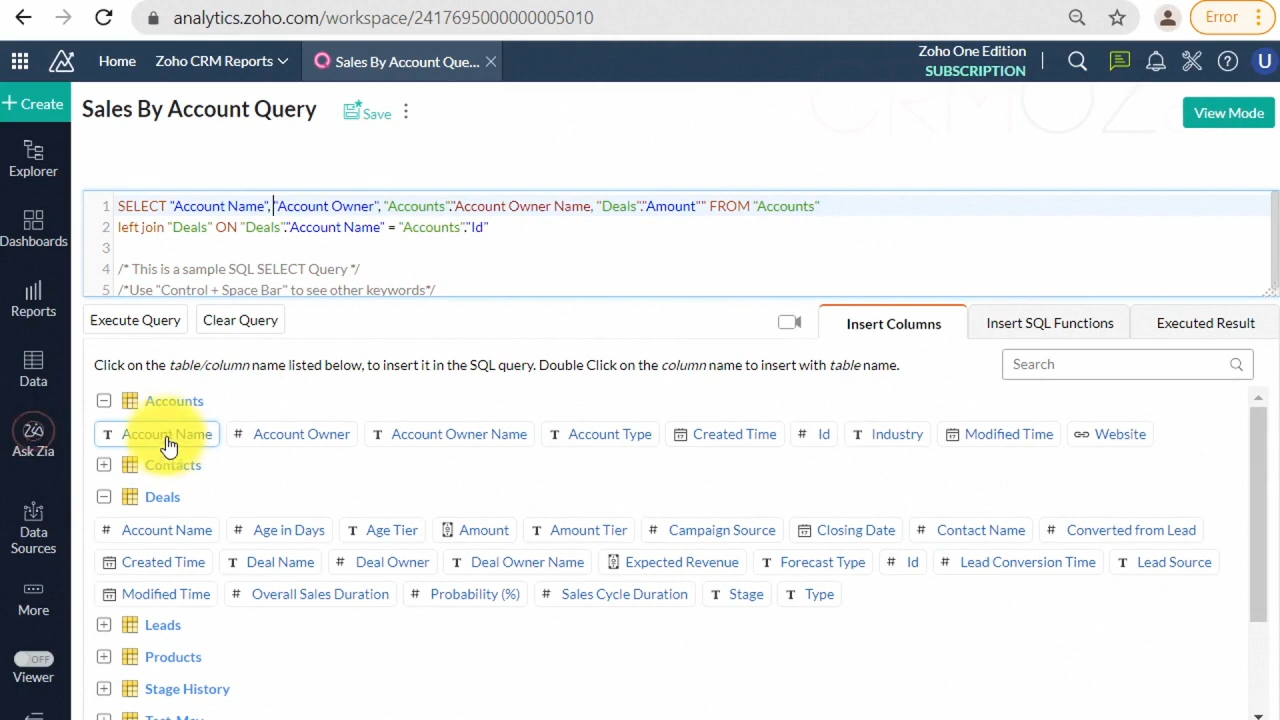 analytics.zoho.com/workspace/2417695000000005010
Error
Home
Zoho CRM Reports
Sales By Account Que...
Zoho One Edition
SUBSCRIPTION
U
+ Create
Sales By Account Query
Save
View Mode
CRMOZ
Explorer
Dashboards
Reports
Data
Ask Zia
Data
Sources
More
OFF
Viewer
1 SELECT "Account Name", "Account Owner", "Accounts"."Account Owner Name, "Deals"."Amount"" FROM "Accounts"
2 left join "Deals" ON "Deals"."Account Name" = "Accounts"."Id"
3
4 /* This is a sample SQL SELECT Query */
5 /*Use "Control + Space Bar" to see other keywords*/
Execute Query Clear Query
Insert Columns Insert SQL Functions Executed Result
Click on the table/column name listed below, to insert it in the SQL query. Double Click on the column name to insert with table name.
Search
Accounts
T Account Name # Account Owner T Account Owner Name T Account Type Created Time # Id T Industry Modified Time Website
Contacts
Deals
# Account Name # Age in Days T Age Tier Amount T Amount Tier # Campaign Source Closing Date # Contact Name # Converted from Lead
Created Time T Deal Name # Deal Owner T Deal Owner Name Expected Revenue T Forecast Type # Id # Lead Conversion Time T Lead Source
Modified Time # Overall Sales Duration # Probability (%) # Sales Cycle Duration T Stage T Type
Leads
Products
Stage History